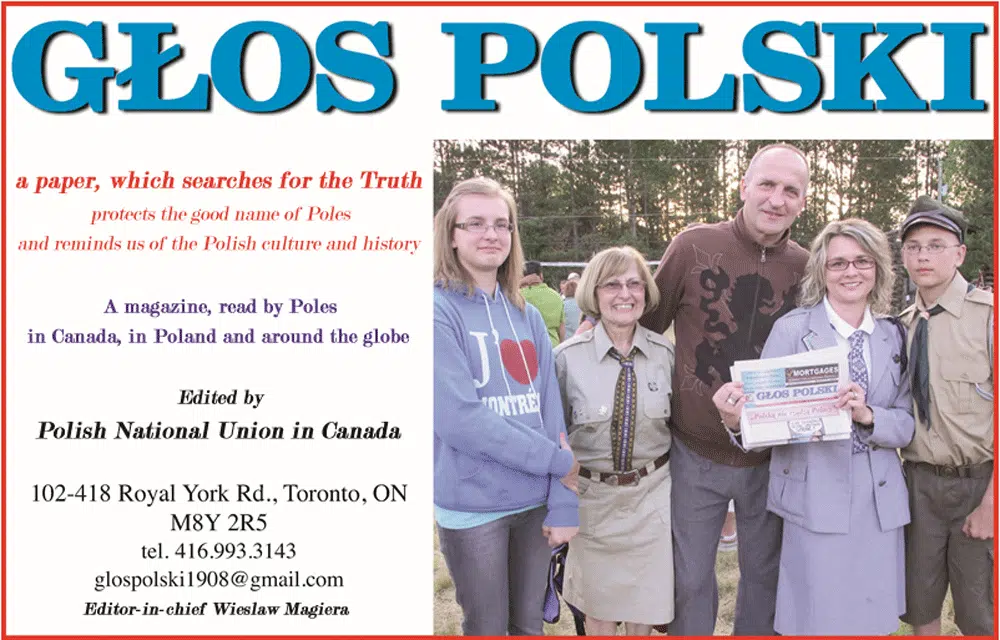 GŁOS POLSKI
a paper, which searches for the Truth
protects the good name of Poles
and reminds us of the Polish culture and history
A magazine, read by Poles
in Canada, in Poland and around the globe
Edited by
Polish National Union in Canada
102-418 Royal York Rd., Toronto, ON
M8Y 2R5
tel. 416.993.3143
glospolski1908@gmail.com
Editor-in-chief Wieslaw Magiera
J'
MONTRÉ
MORTGAGES
GŁOS POLSKI